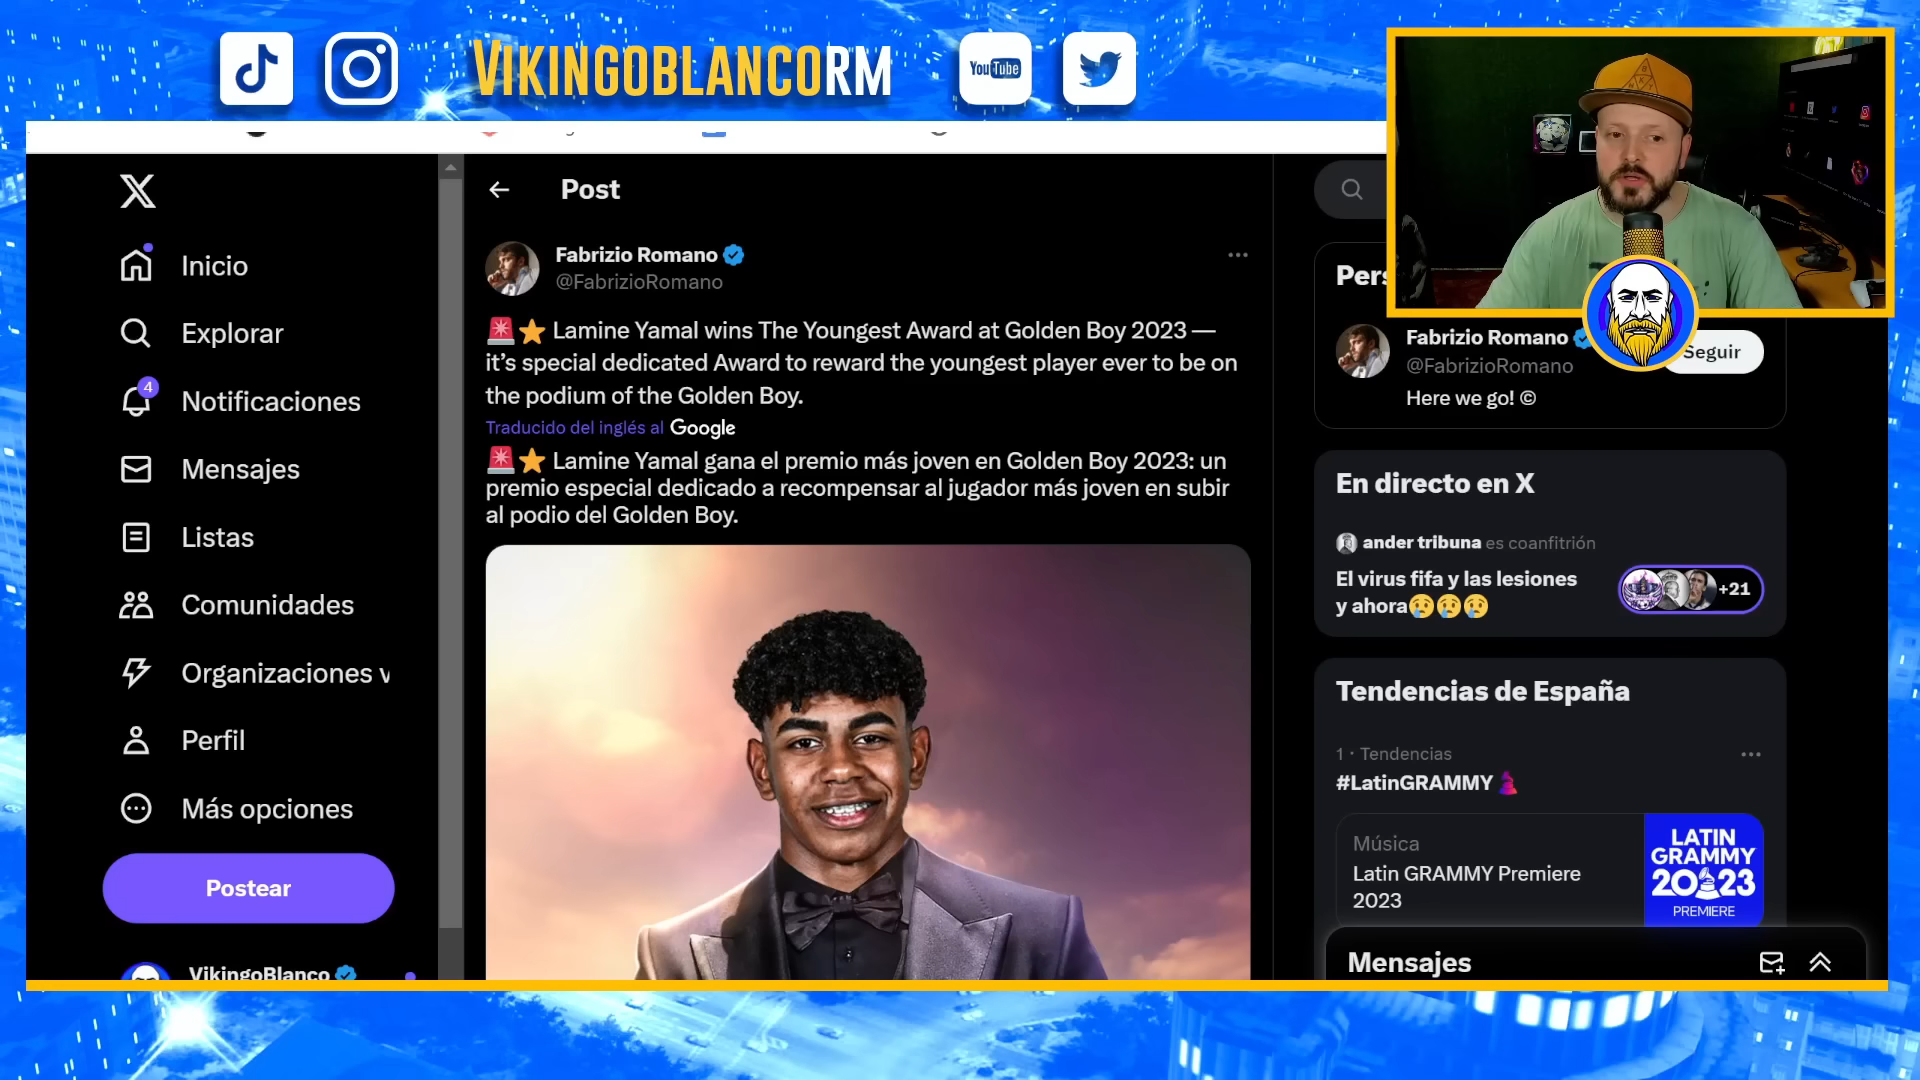 VIKINGOBLANCORM
You Tube
Post
Inicio
Explorar
4
Notificaciones
Mensajes
Listas
Comunidades
Organizaciones v
Perfil
Más opciones
Postear
VikingoBlanco
Fabrizio Romano
@FabrizioRomano
Lamine Yamal wins The Youngest Award at Golden Boy 2023 —
it’s special dedicated Award to reward the youngest player ever to be on
the podium of the Golden Boy.
Traducido del inglés al Google
Lamine Yamal gana el premio más joven en Golden Boy 2023: un
premio especial dedicado a recompensar al jugador más joven en subir
al podio del Golden Boy.
Pers
Fabrizio Romano
Seguir
@FabrizioRomano
Here we go! ©
En directo en X
ander tribuna es coanfitrión
El virus fifa y las lesiones
y ahora😢😢😢
+21
Tendencias de España
1 · Tendencias
#LatinGRAMMY
Música
Latin GRAMMY Premiere
2023
LATIN
GRAMMY
2023
PREMIERE
Mensajes